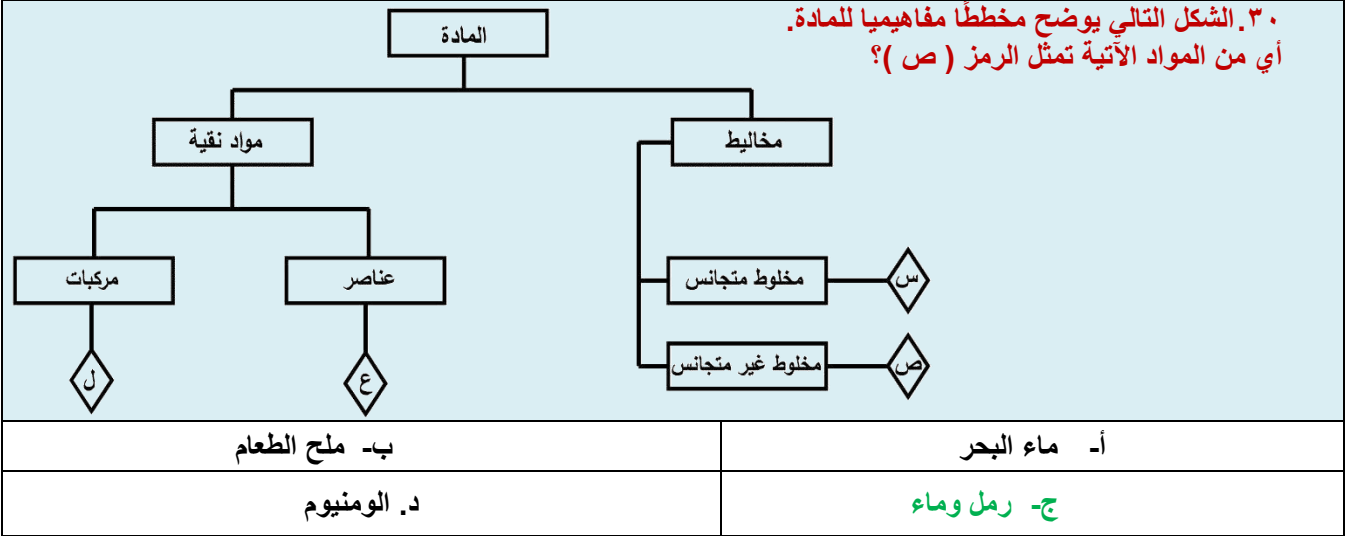 ٣٠. الشكل التالي يوضح مخططًا مفاهيميا للمادة.
أي من المواد الآتية تمثل الرمز ( ص )؟
المادة
مخاليط
مواد نقية
مخلوط متجانس
س
عناصر
مركبات
مخلوط غير متجانس
ص
ع
ل
أ- ماء البحر
ب- ملح الطعام
ج- رمل وماء
د. الومنيوم